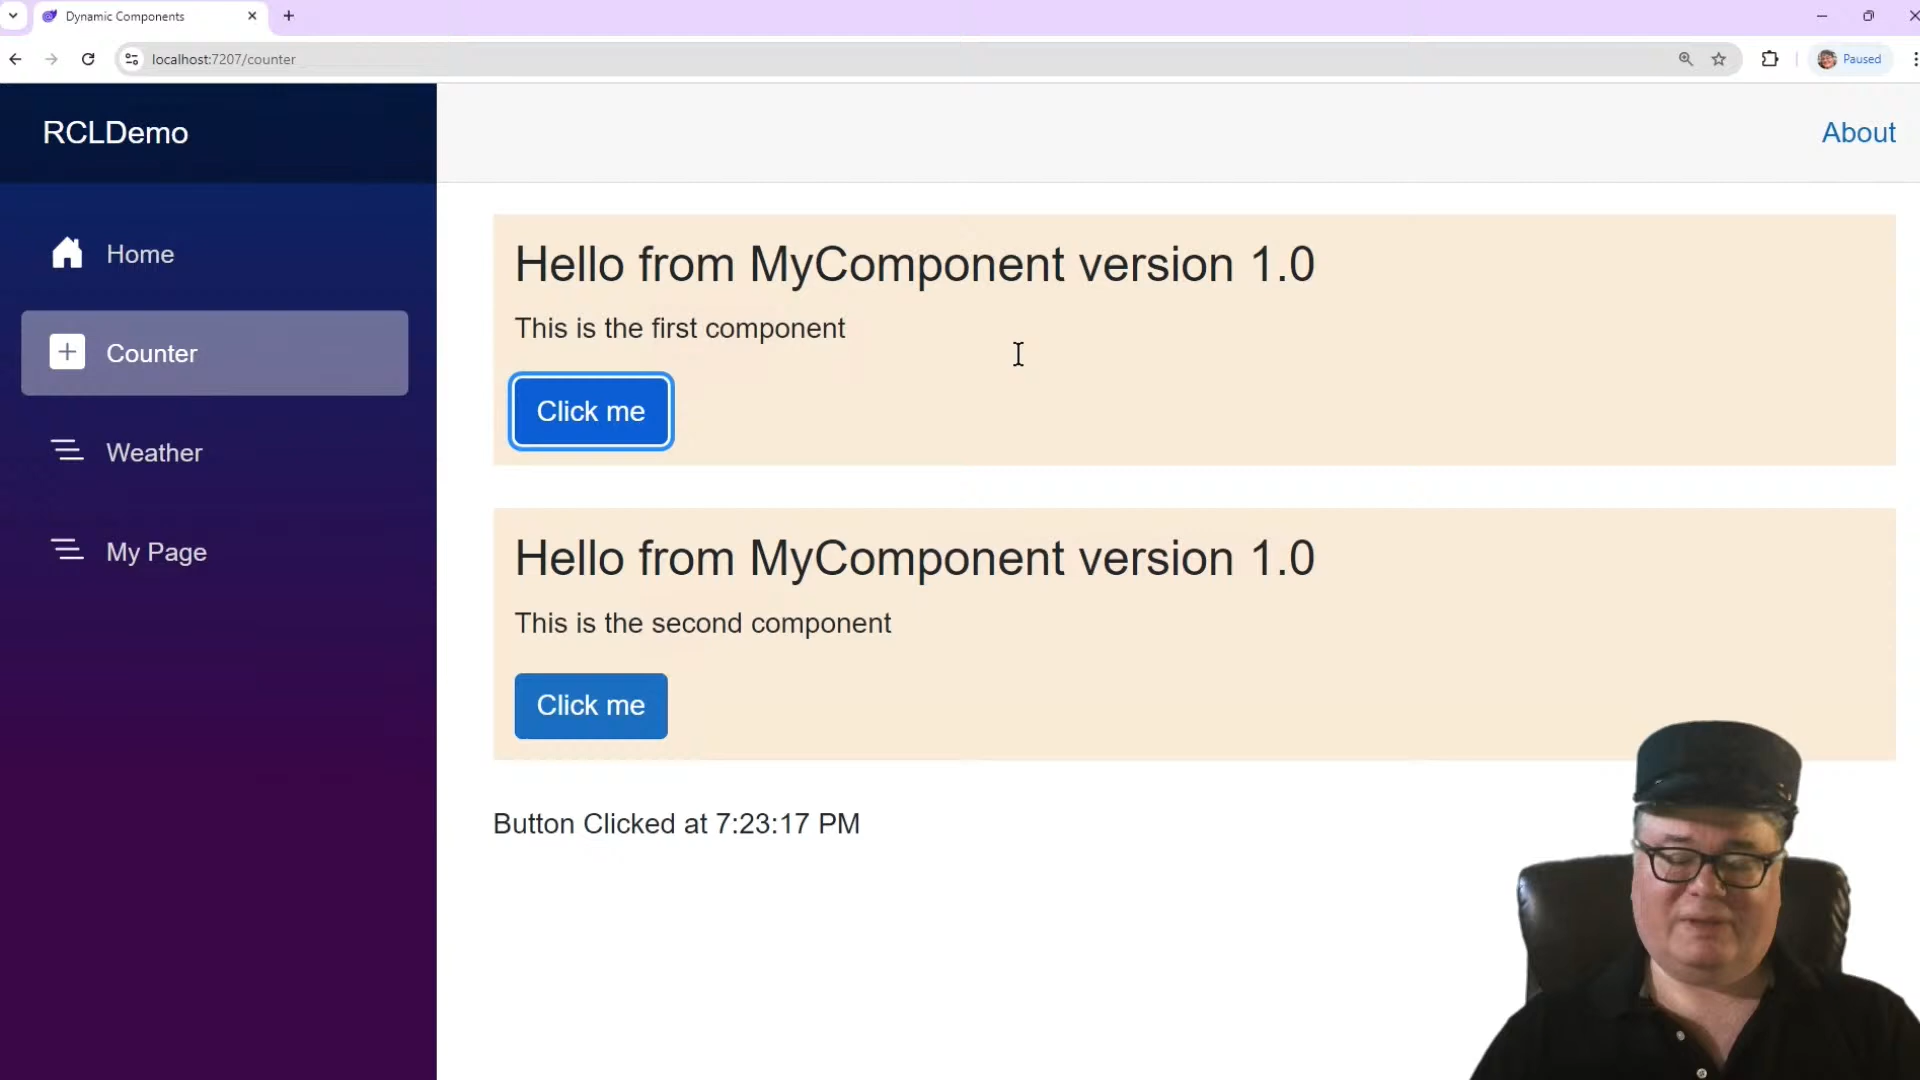 Dynamic Components
localhost:7207/counter
Paused
RCLDemo
About
Home
Counter
Weather
My Page
Hello from MyComponent version 1.0
This is the first component
Click me
Hello from MyComponent version 1.0
This is the second component
Click me
Button Clicked at 7:23:17 PM